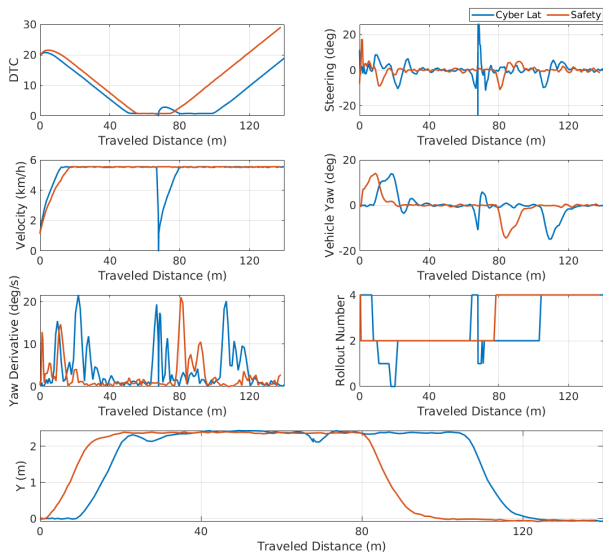 Cyber Lat Safety
DTC
30
20
10
0
0 40 80 120
Traveled Distance (m)
Steering (deg)
20
0
-20
0 40 80 120
Traveled Distance (m)
Velocity (km/h)
6
4
2
0
0 40 80 120
Traveled Distance (m)
Vehicle Yaw (deg)
20
0
-20
0 40 80 120
Traveled Distance (m)
Yaw Derivative (deg/s)
20
10
0
0 40 80 120
Traveled Distance (m)
Rollout Number
4
2
0
0 40 80 120
Traveled Distance (m)
Y (m)
2
1
0
0 40 80 120
Traveled Distance (m)